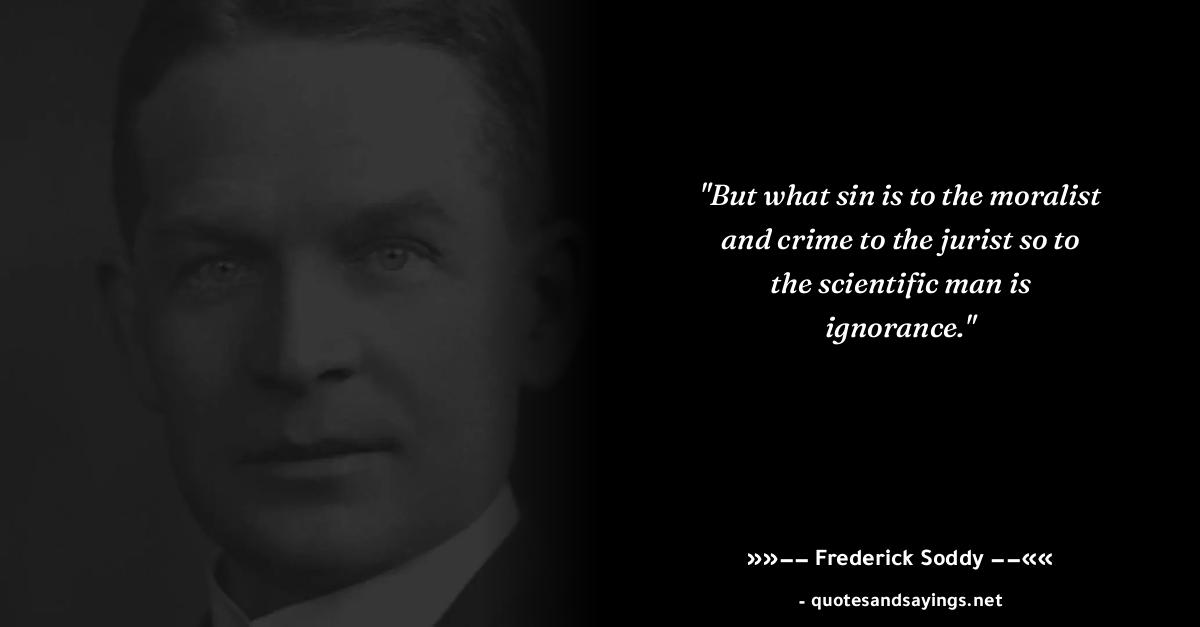 "But what sin is to the moralist
and crime to the jurist so to
the scientific man is
ignorance."
»»–– Frederick Soddy ––««
- quotesandsayings.net